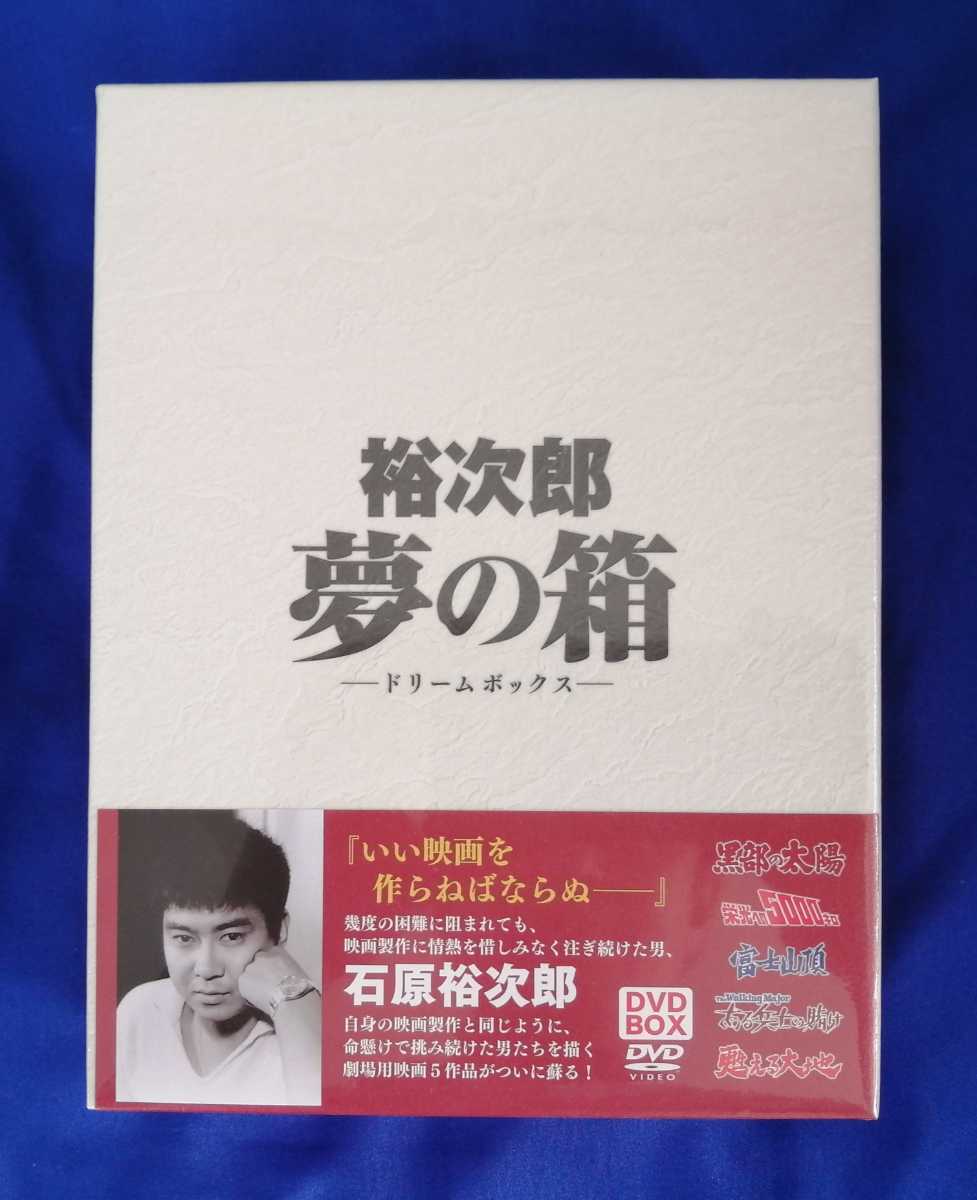 裕次郎
夢の箱
―ドリームボックス―
『いい映画を
作らねばならぬ――』
幾度の困難に阻まれても、
映画製作に情熱を惜しみなく注ぎ続けた男、
石原裕次郎
自身の映画製作と同じように、
命懸けで挑み続けた男たちを描く
劇場用映画5作品がついに蘇る!
DVD
BOX
DVD
VIDEO
黒部の太陽
栄光への5000キロ
富士山頂
The Walking Major
ある兵士の賭け
甦える大地